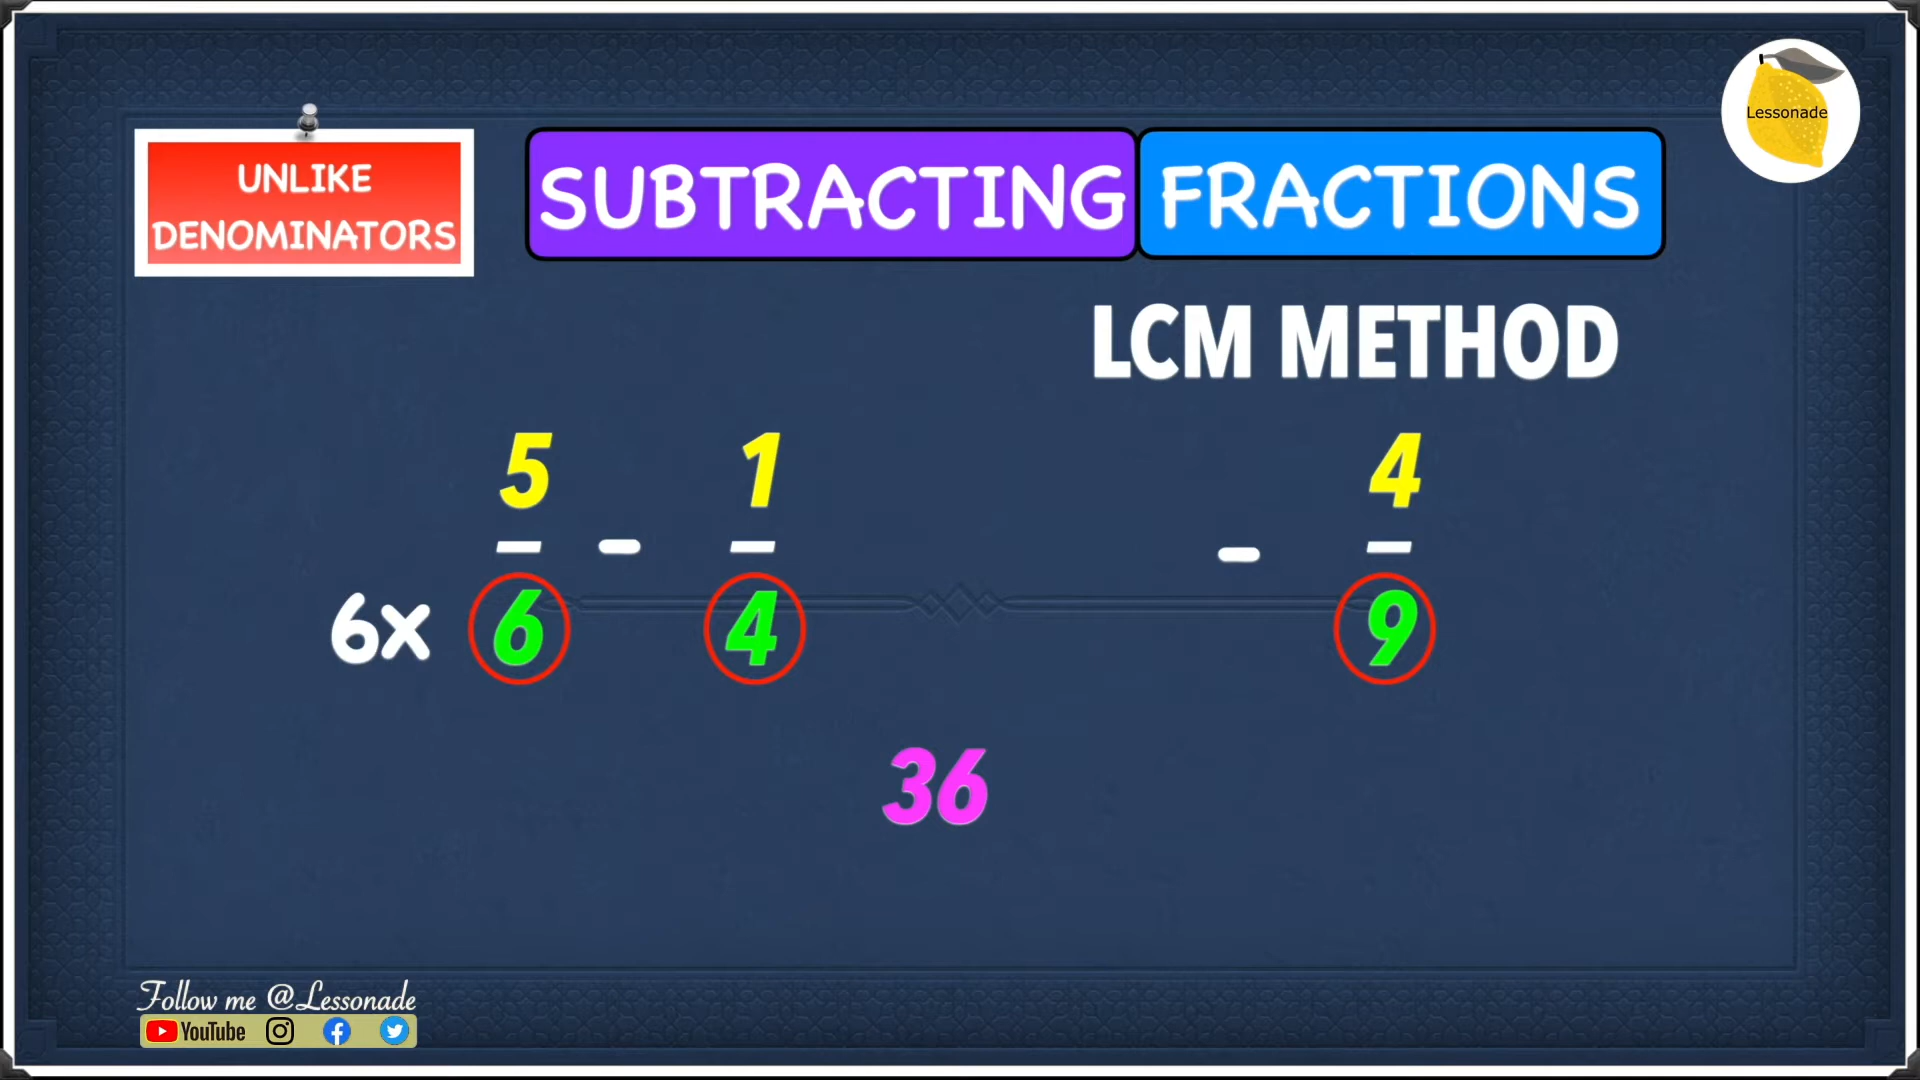 Lessonade
UNLIKE
DENOMINATORS
SUBTRACTING FRACTIONS
LCM METHOD
5 1 4
- - -
6x 6 4 9
36
Follow me @Lessonade
YouTube